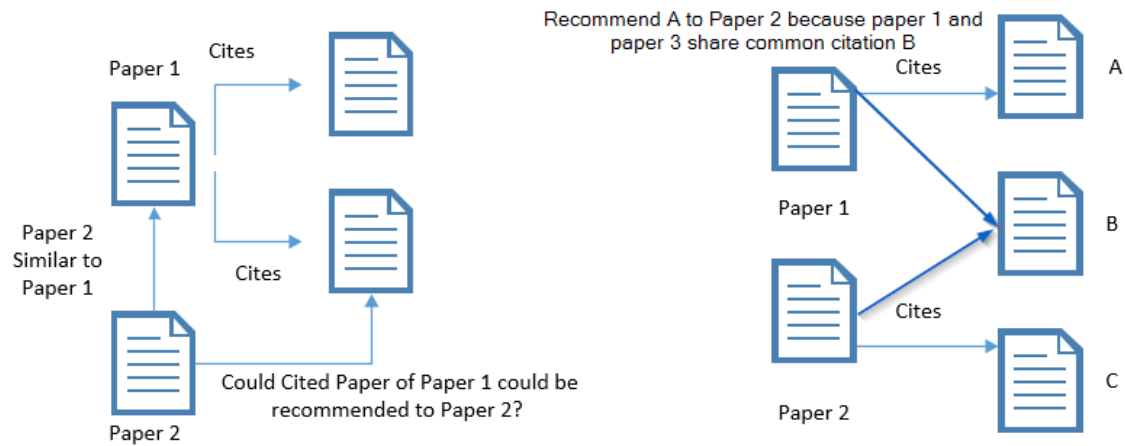 Cites
Paper 1
Paper 2
Similar to
Paper 1
Cites
Could Cited Paper of Paper 1 could be
recommended to Paper 2?
Paper 2
Recommend A to Paper 2 because paper 1 and
paper 3 share common citation B
Cites
A
Paper 1
B
Cites
C
Paper 2